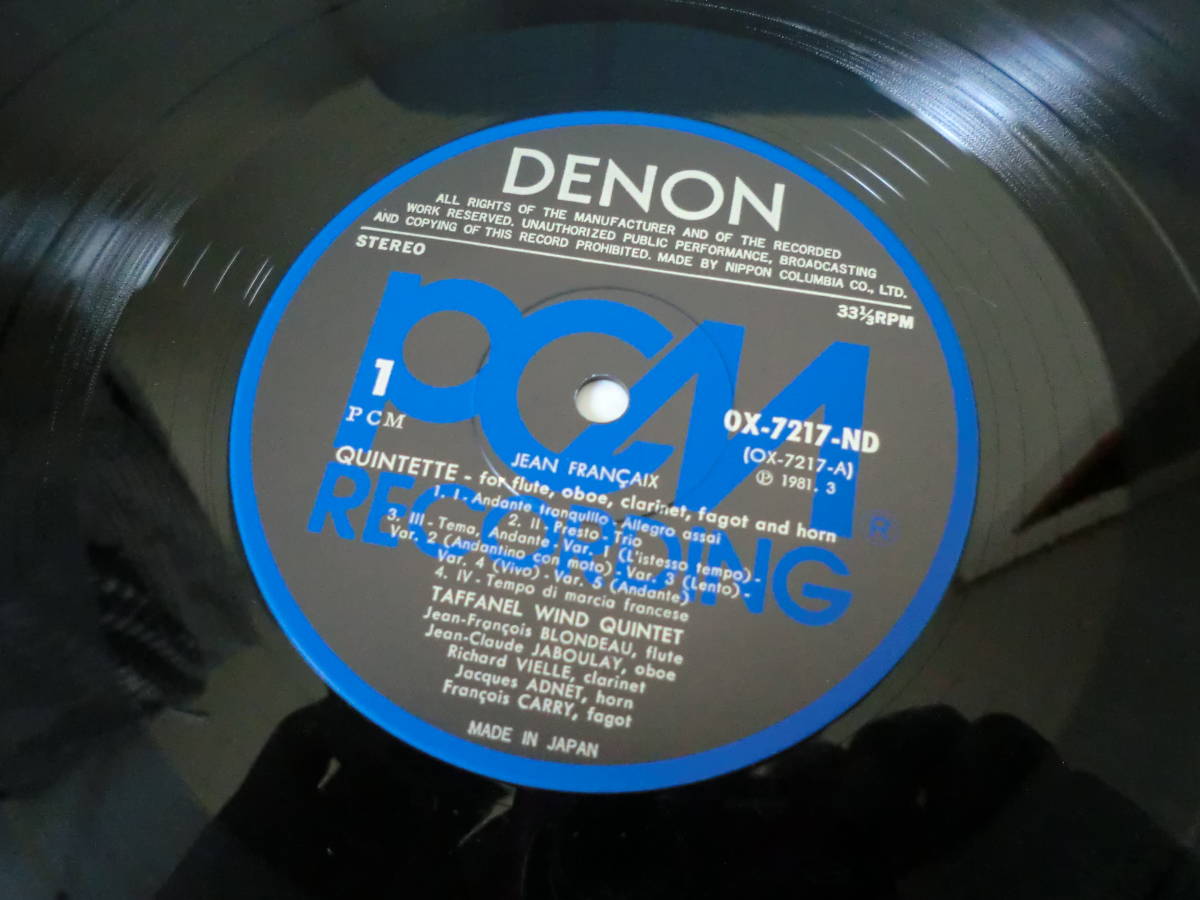 DENON
ALL RIGHTS OF THE MANUFACTURER AND OF THE RECORDED
WORK RESERVED. UNAUTHORIZED PUBLIC PERFORMANCE, BROADCASTING
AND COPYING OF THIS RECORD PROHIBITED. MADE BY NIPPON COLUMBIA CO., LTD.
STEREO
33⅓RPM
PCM
RECORDING
®
1
PCM
OX-7217-ND
(OX-7217-A)
Ⓟ 1981. 3
JEAN FRANÇAIX
QUINTETTE - for flute, oboe, clarinet, fagot and horn
1. I - Andante tranquillo - Allegro assai
2. II - Presto - Trio
3. III - Tema, Andante - Var. 1 (L'istesso tempo) -
Var. 2 (Andantino con moto) - Var. 3 (Lento) -
Var. 4 (Vivo) - Var. 5 (Andante)
4. IV - Tempo di marcia francese
TAFFANEL WIND QUINTET
Jean-François BLONDEAU, flute
Jean-Claude JABOULAY, oboe
Richard VIELLE, clarinet
Jacques ADNET, horn
François CARRY, fagot
MADE IN JAPAN